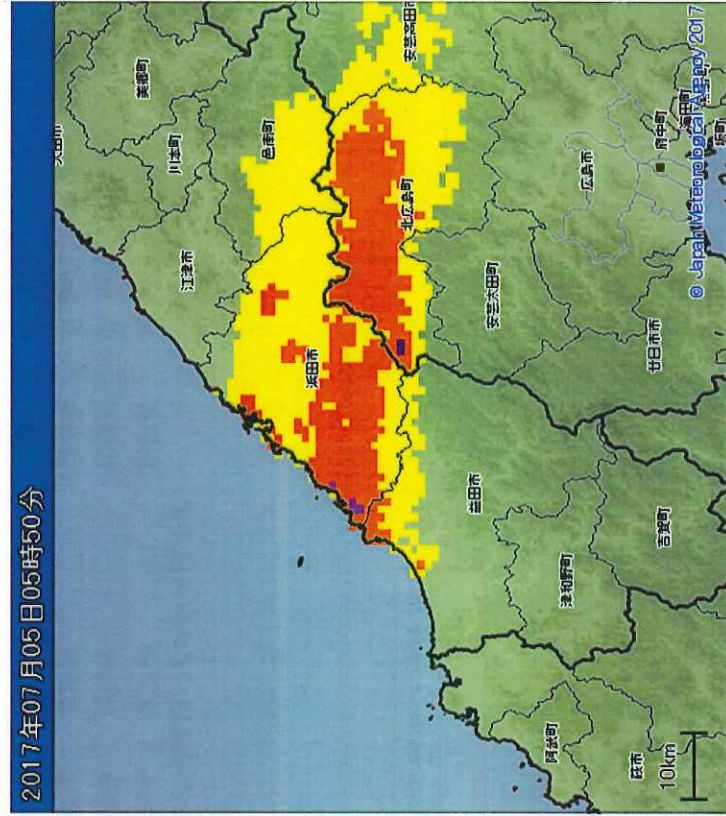 2017年07月05日05時50分
美郷町
川本町
江津市
邑南町
安芸高田市
浜田市
北広島町
安芸太田町
広島市
府中町
海田町
坂町
益田市
廿日市市
津和野町
吉賀町
阿武町
萩市
10km
© Japan Meteorological Agency 2017